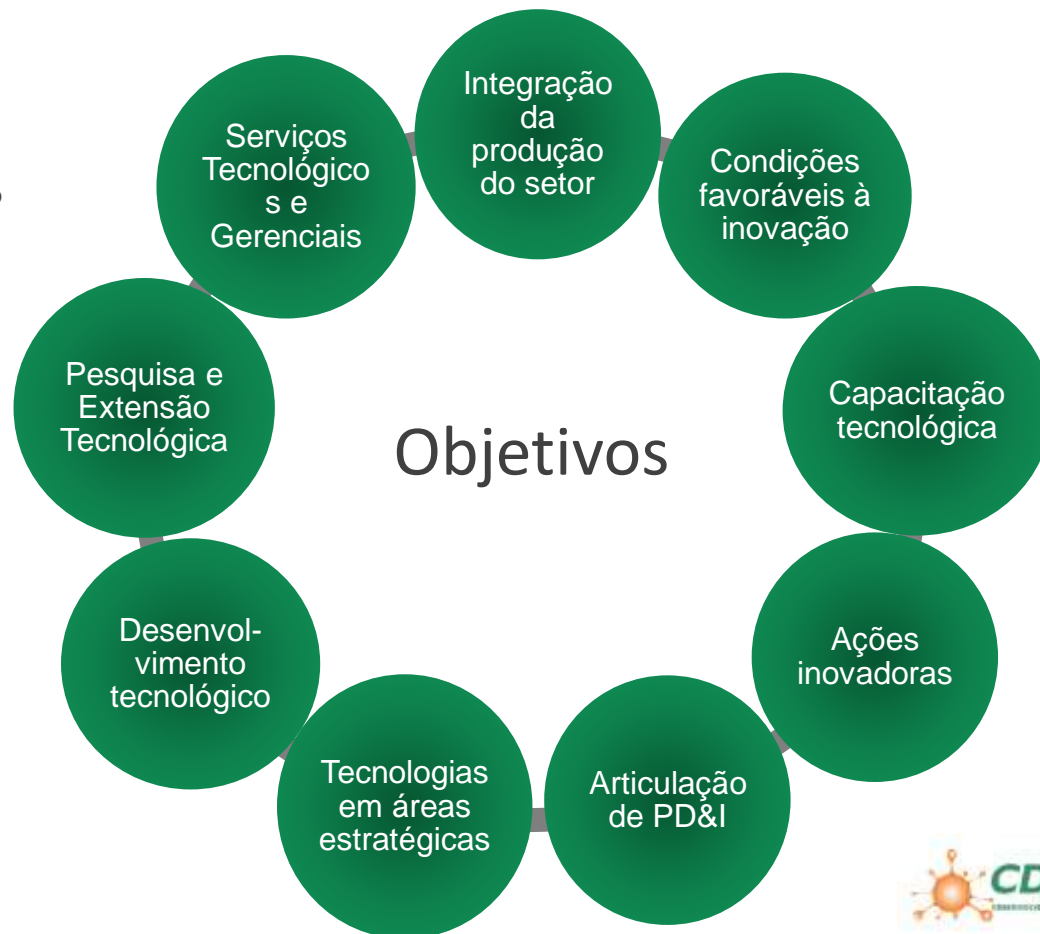 Integração
da
produção
do setor
Condições
favoráveis à
inovação
Capacitação
tecnológica
Ações
inovadoras
Articulação
de PD&I
Tecnologias
em áreas
estratégicas
Desenvol-
vimento
tecnológico
Pesquisa e
Extensão
Tecnológica
Serviços
Tecnológico
s e
Gerenciais
Objetivos